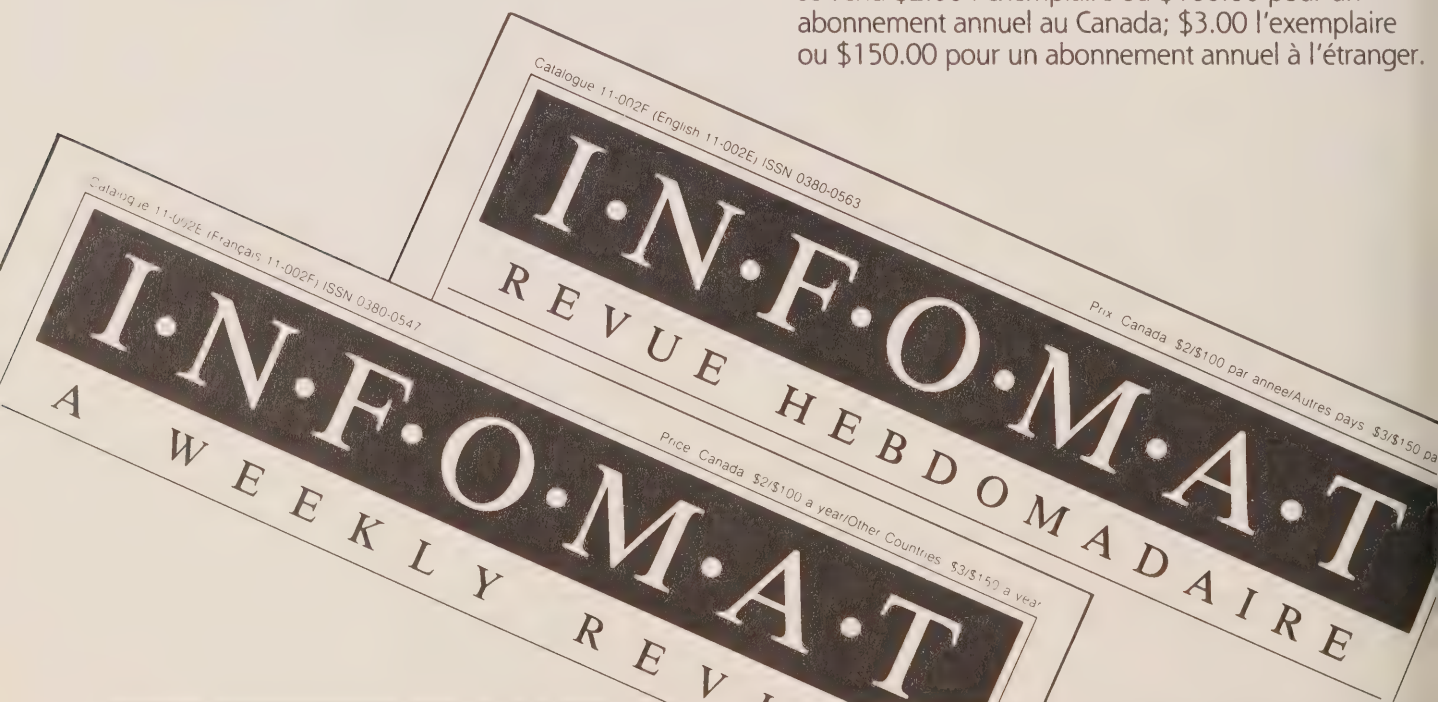 abonnement annuel au Canada; $3.00 l'exemplaire
ou $150.00 pour un abonnement annuel à l'étranger.
Catalogue 11-002F (English 11-002E) ISSN 0380-0563
I•N•F•O•M•A•T
REVUE HEBDOMADAIRE
Prix Canada $2/$100 par annee/Autres pays $3/$150
Catalogue 11-002E (Français 11-002F) ISSN 0380-0547
I•N•F•O•M•A•T
A WEEKLY
Price Canada $2/$100 a year/Other Countries $3/$150 a year